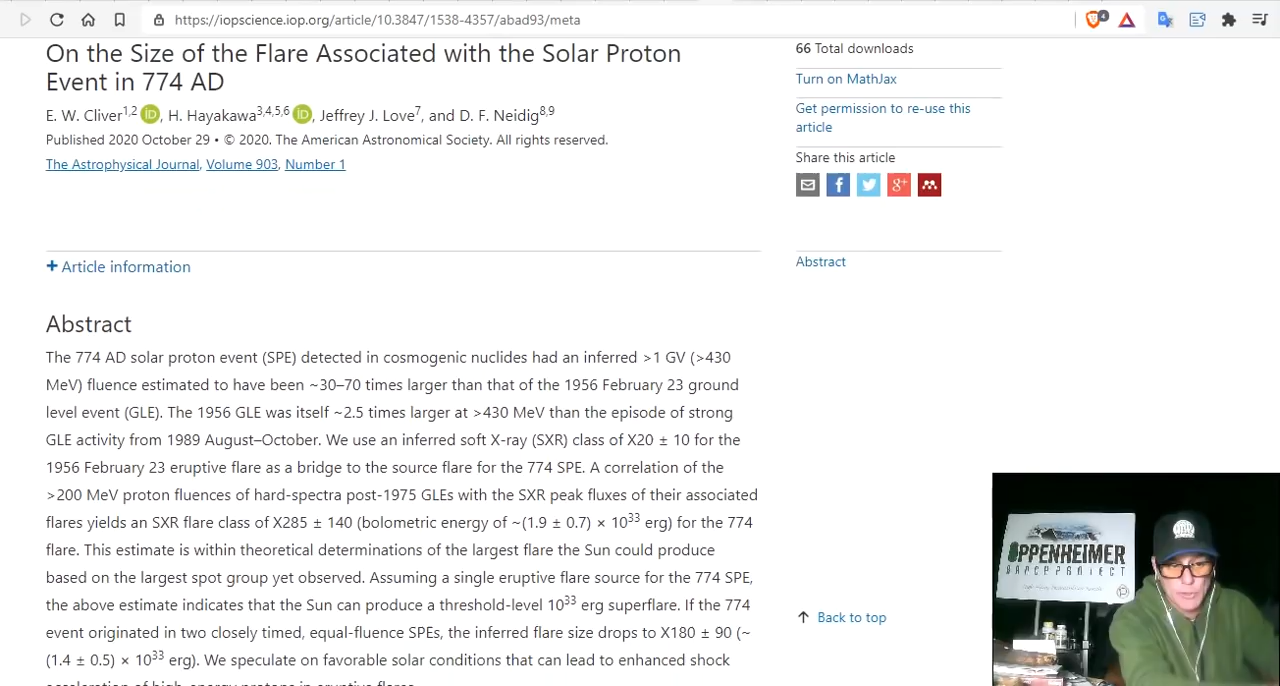 https://iopscience.iop.org/article/10.3847/1538-4357/abad93/meta
4
On the Size of the Flare Associated with the Solar Proton
Event in 774 AD
E. W. Cliver1,2 iD, H. Hayakawa3,4,5,6 iD, Jeffrey J. Love7, and D. F. Neidig8,9
Published 2020 October 29 • © 2020. The American Astronomical Society. All rights reserved.
The Astrophysical Journal, Volume 903, Number 1
+ Article information
Abstract
The 774 AD solar proton event (SPE) detected in cosmogenic nuclides had an inferred >1 GV (>430
MeV) fluence estimated to have been ~30–70 times larger than that of the 1956 February 23 ground
level event (GLE). The 1956 GLE was itself ~2.5 times larger at >430 MeV than the episode of strong
GLE activity from 1989 August–October. We use an inferred soft X-ray (SXR) class of X20 ± 10 for the
1956 February 23 eruptive flare as a bridge to the source flare for the 774 SPE. A correlation of the
>200 MeV proton fluences of hard-spectra post-1975 GLEs with the SXR peak fluxes of their associated
flares yields an SXR flare class of X285 ± 140 (bolometric energy of ~(1.9 ± 0.7) × 10³³ erg) for the 774
flare. This estimate is within theoretical determinations of the largest flare the Sun could produce
based on the largest spot group yet observed. Assuming a single eruptive flare source for the 774 SPE,
the above estimate indicates that the Sun can produce a threshold-level 10³³ erg superflare. If the 774
event originated in two closely timed, equal-fluence SPEs, the inferred flare size drops to X180 ± 90 (~
(1.4 ± 0.5) × 10³³ erg). We speculate on favorable solar conditions that can lead to enhanced shock
acceleration of high-energy protons in eruptive flares.
66 Total downloads
Turn on MathJax
Get permission to re-use this
article
Share this article
f
g+
Abstract
↑ Back to top
OPPENHEIMER
RANCH PROJECT